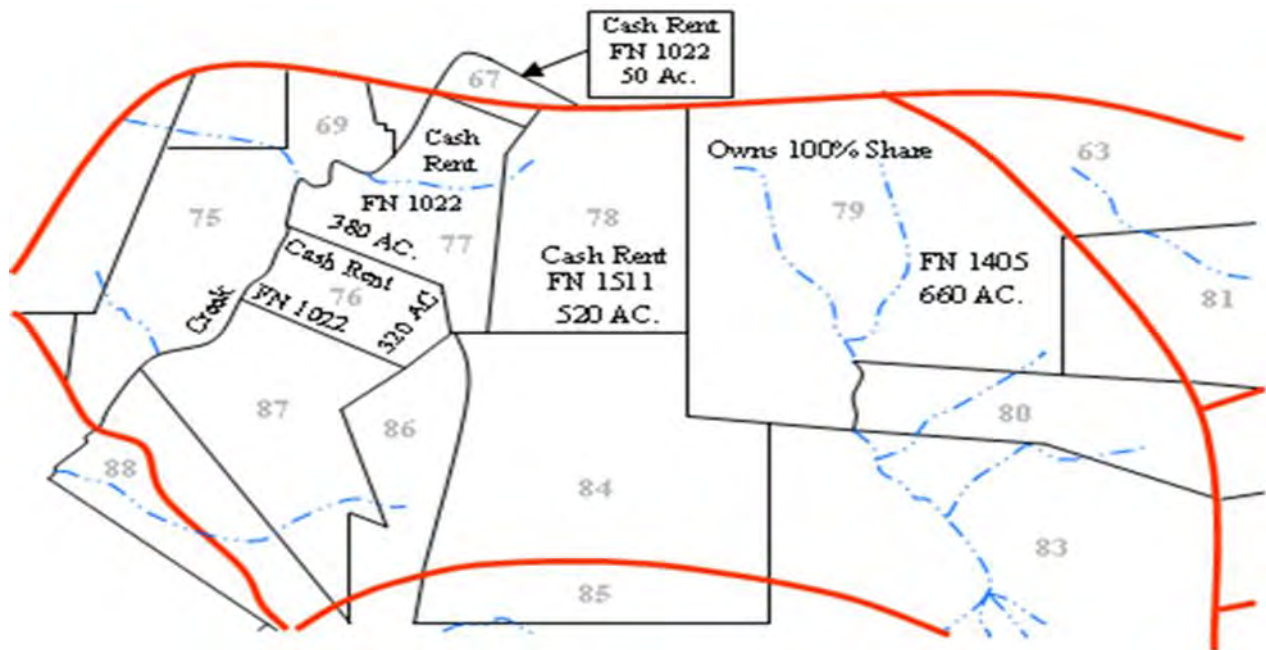 Cash Rent
FN 1022
50 Ac.
67
69
Cash
Rent
Owns 100% Share
63
FN 1022
380 AC.
75
77
78
79
Cash Rent
FN 1511
520 AC.
FN 1405
660 AC.
81
Cash Rent
76
FN 1022
320 AC.
Creek
87
86
80
88
84
83
85